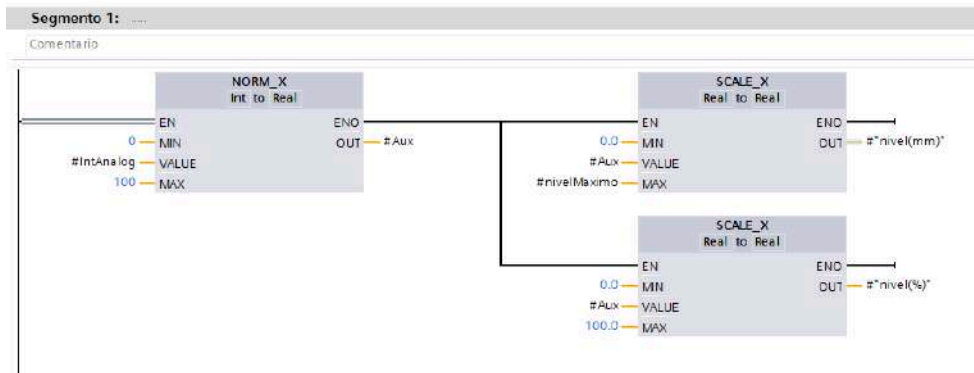 Segmento 1: .....
Comentario
NORM_X
Int to Real
EN
ENO
0
MIN
OUT
#Aux
#IntAnalog
VALUE
100
MAX
SCALE_X
Real to Real
EN
ENO
0.0
MIN
OUT
#"nivel(mm)"
#Aux
VALUE
#nivelMaximo
MAX
SCALE_X
Real to Real
EN
ENO
0.0
MIN
OUT
#"nivel(%)"
#Aux
VALUE
100.0
MAX